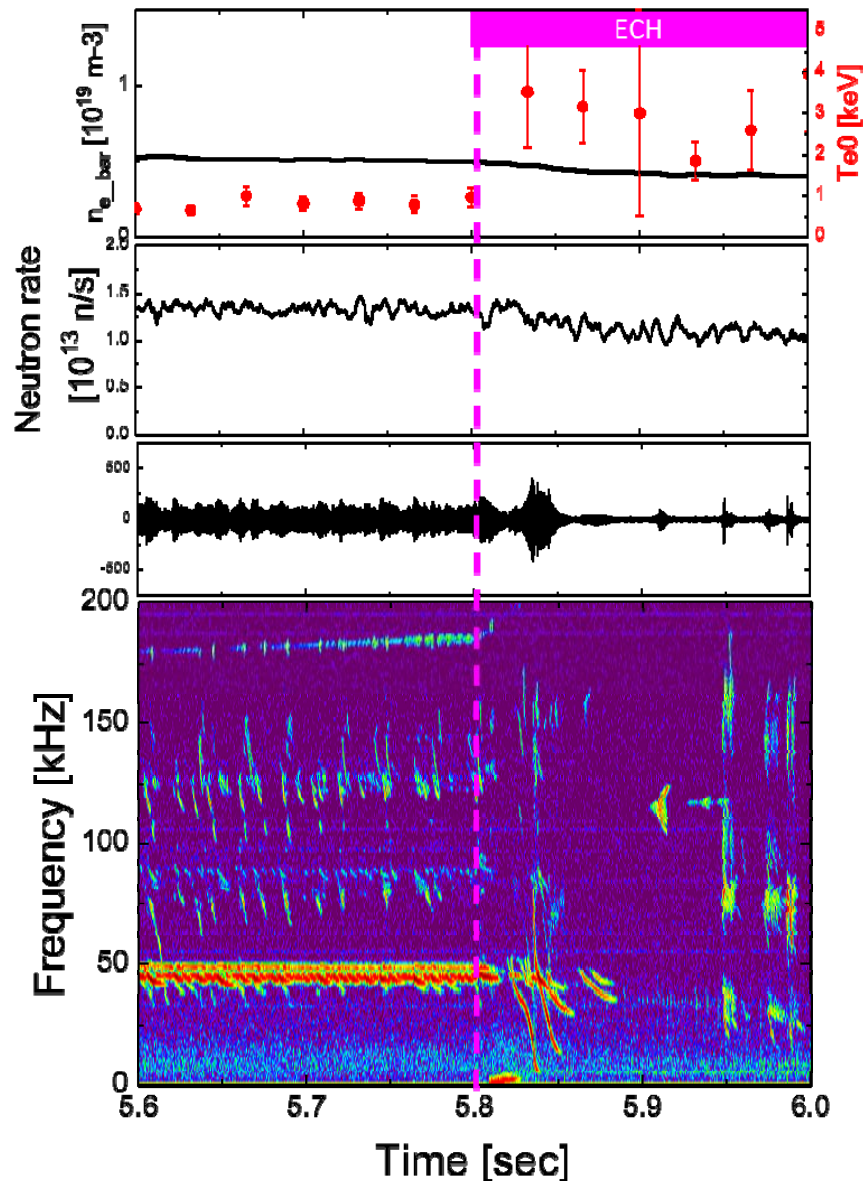 ECH
n_e_bar [10^19 m-3]
1
0
5
4
3
2
1
0
Te0 [keV]
Neutron rate
[10^13 n/s]
2.0
1.5
1.0
0.5
0.0
500
0
-500
Frequency [kHz]
200
150
100
50
0
5.6 5.7 5.8 5.9 6.0
Time [sec]